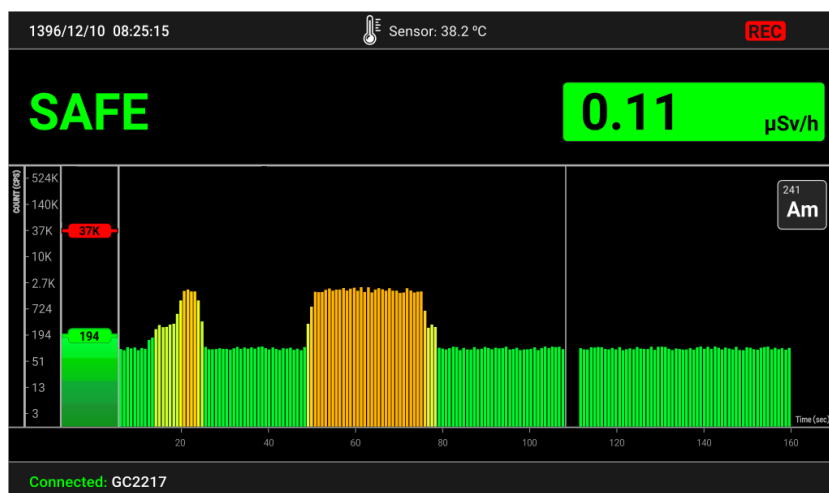 1396/12/10 08:25:15
Sensor: 38.2 ºC
REC
SAFE
0.11 µSv/h
COUNT (CPS)
524K
140K
37K
10K
2.7K
724
194
51
13
3
37K
194
241
Am
Time (sec)
20 40 60 80 100 120 140 160
Connected: GC2217